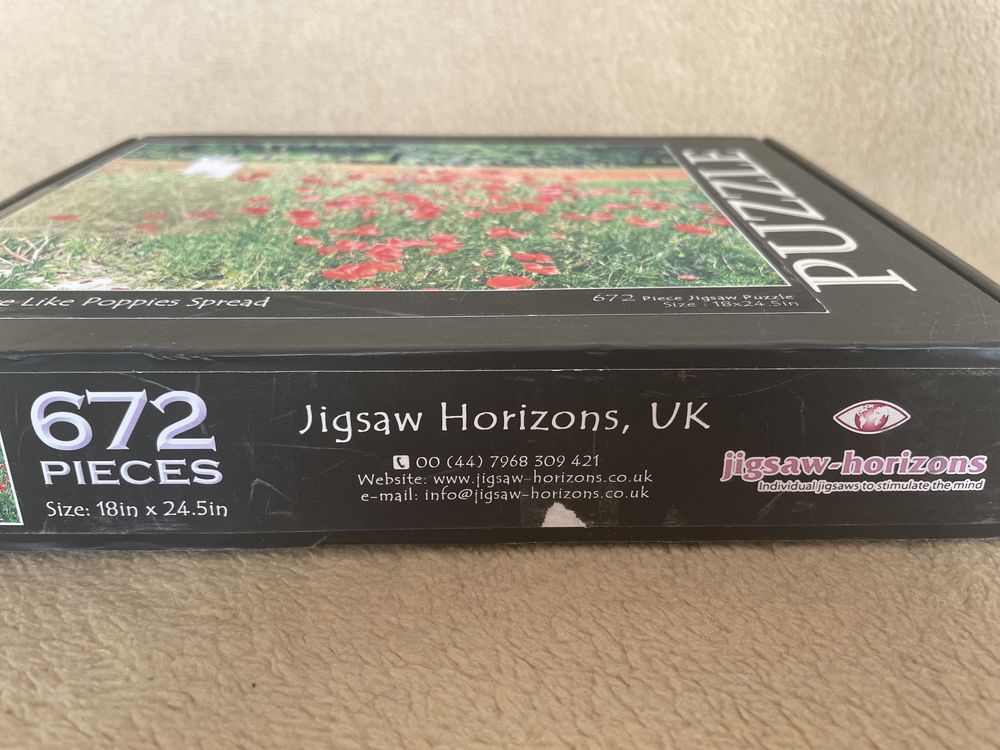 PUZZLE
Like Poppies Spread
672 Piece Jigsaw Puzzle
Size : 18x24.5in
672
PIECES
Size: 18in x 24.5in
Jigsaw Horizons, UK
00 (44) 7968 309 421
Website: www.jigsaw-horizons.co.uk
e-mail: info@jigsaw-horizons.co.uk
jigsaw-horizons
Individual jigsaws to stimulate the mind